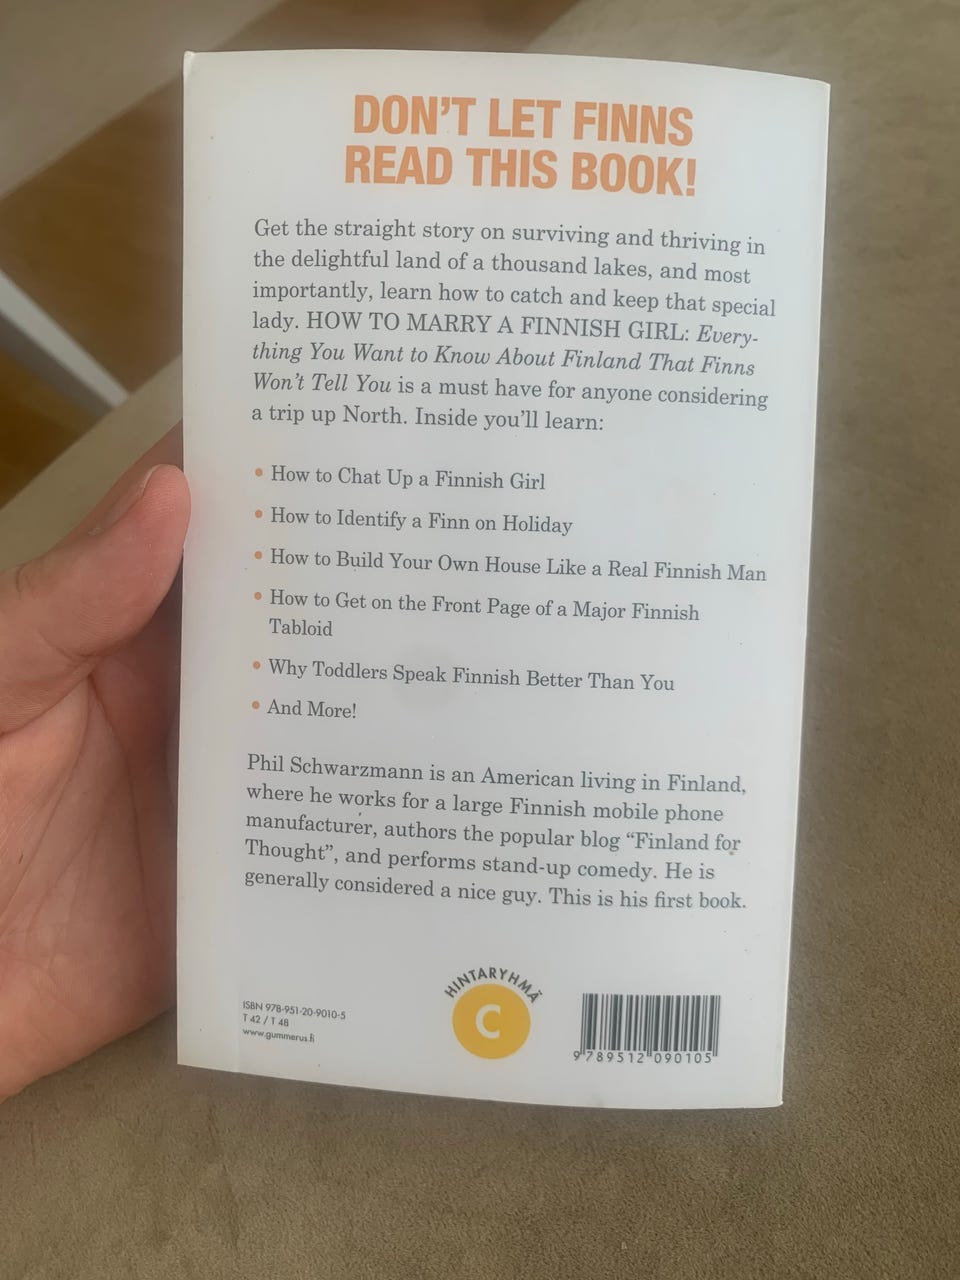 DON'T LET FINNS
READ THIS BOOK!
Get the straight story on surviving and thriving in
the delightful land of a thousand lakes, and most
importantly, learn how to catch and keep that special
lady. HOW TO MARRY A FINNISH GIRL: Every-
thing You Want to Know About Finland That Finns
Won't Tell You is a must have for anyone considering
a trip up North. Inside you'll learn:
• How to Chat Up a Finnish Girl
• How to Identify a Finn on Holiday
• How to Build Your Own House Like a Real Finnish Man
• How to Get on the Front Page of a Major Finnish
Tabloid
• Why Toddlers Speak Finnish Better Than You
• And More!
Phil Schwarzmann is an American living in Finland,
where he works for a large Finnish mobile phone
manufacturer, authors the popular blog “Finland for
Thought”, and performs stand-up comedy. He is
generally considered a nice guy. This is his first book.
ISBN 978-951-20-9010-5
T 42 / T 48
www.gummerus.fi
HINTARYHMÄ
C
9 789512 090105